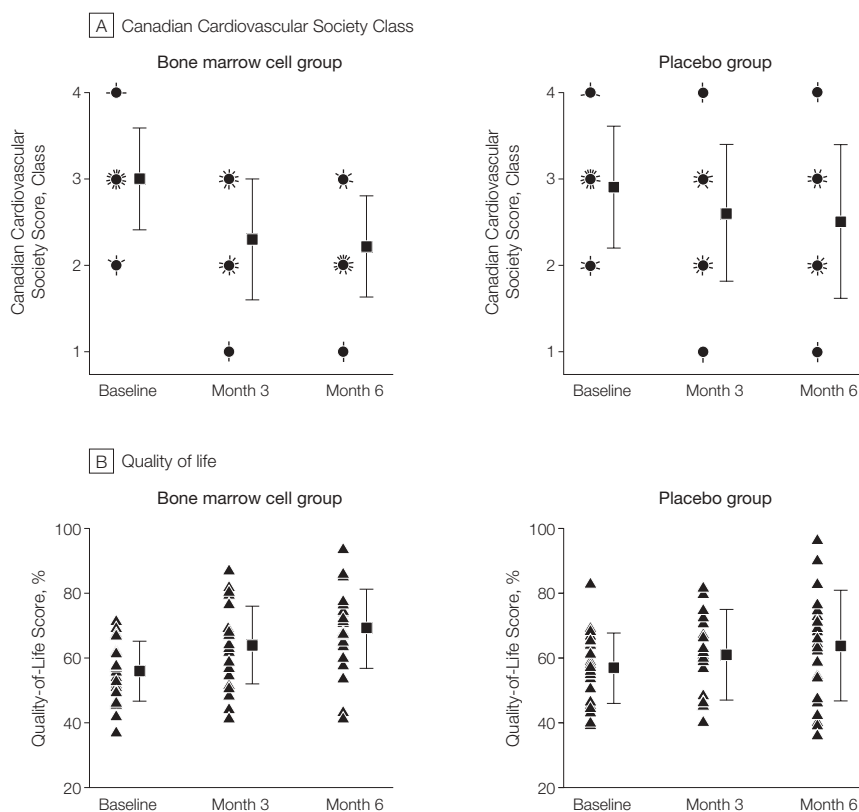 A Canadian Cardiovascular Society Class
Bone marrow cell group
Canadian Cardiovascular
Society Score, Class
4
3
2
1
Baseline
Month 3
Month 6
Placebo group
Canadian Cardiovascular
Society Score, Class
4
3
2
1
Baseline
Month 3
Month 6
B Quality of life
Bone marrow cell group
Quality-of-Life Score, %
100
80
60
40
20
Baseline
Month 3
Month 6
Placebo group
Quality-of-Life Score, %
100
80
60
40
20
Baseline
Month 3
Month 6